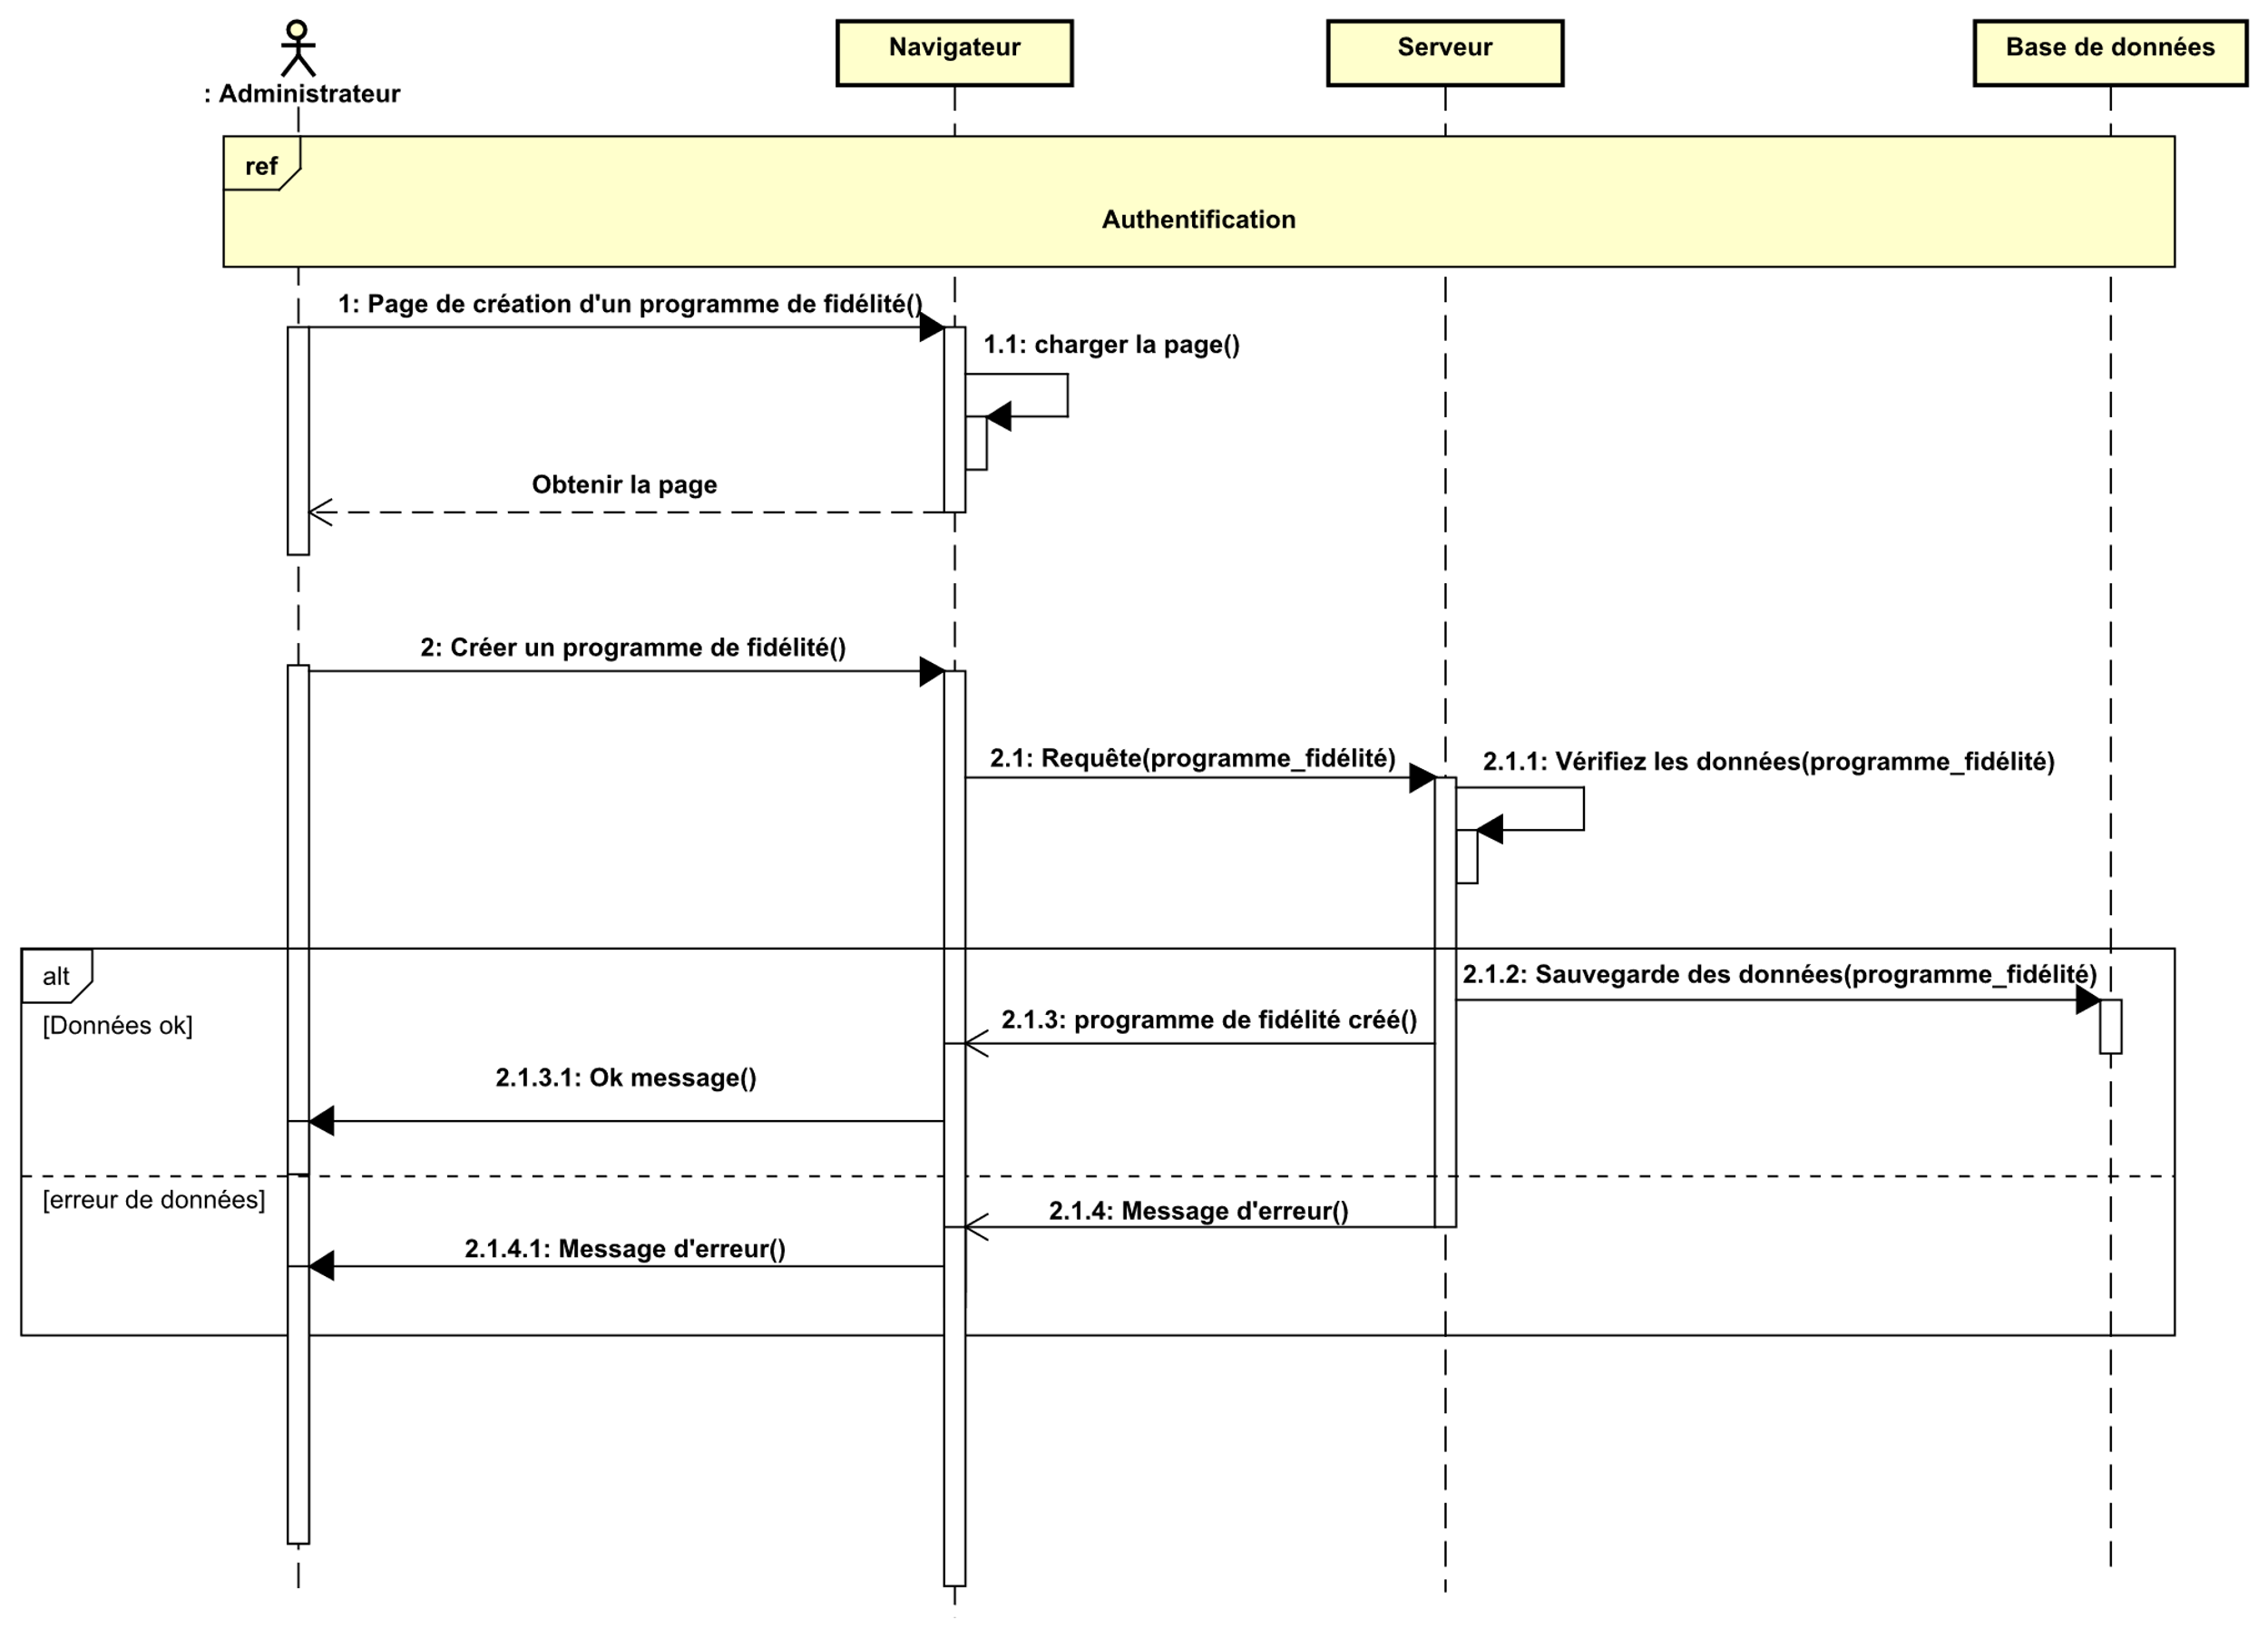 : Administrateur
Navigateur
Serveur
Base de données
ref
Authentification
1: Page de création d'un programme de fidélité()
1.1: charger la page()
Obtenir la page
2: Créer un programme de fidélité()
2.1: Requête(programme_fidélité)
2.1.1: Vérifiez les données(programme_fidélité)
alt
[Données ok]
2.1.2: Sauvegarde des données(programme_fidélité)
2.1.3: programme de fidélité créé()
2.1.3.1: Ok message()
[erreur de données]
2.1.4: Message d'erreur()
2.1.4.1: Message d'erreur()